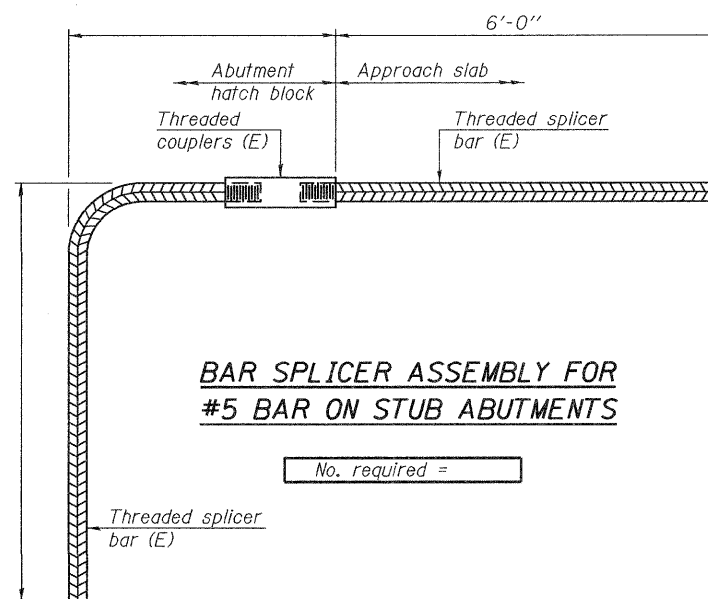 6'-0"
Abutment
hatch block
Approach slab
Threaded
couplers (E)
Threaded splicer
bar (E)
BAR SPLICER ASSEMBLY FOR
#5 BAR ON STUB ABUTMENTS
No. required =
Threaded splicer
bar (E)